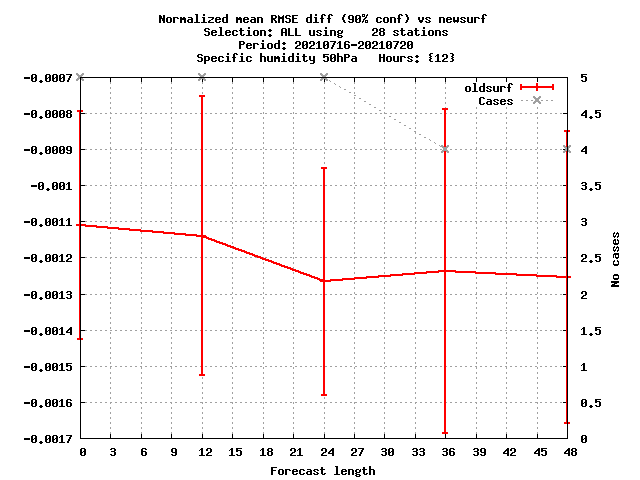 Normalized mean RMSE diff (90% conf) vs newsurf
Selection: ALL using    28 stations
Period: 20210716-20210720
Specific humidity 50hPa   Hours: {12}
-0.0007
-0.0008
-0.0009
-0.001
-0.0011
-0.0012
-0.0013
-0.0014
-0.0015
-0.0016
-0.0017
oldsurf
Cases
5
4.5
4
3.5
3
2.5
2
1.5
1
0.5
0
No cases
0 3 6 9 12 15 18 21 24 27 30 33 36 39 42 45 48
Forecast length